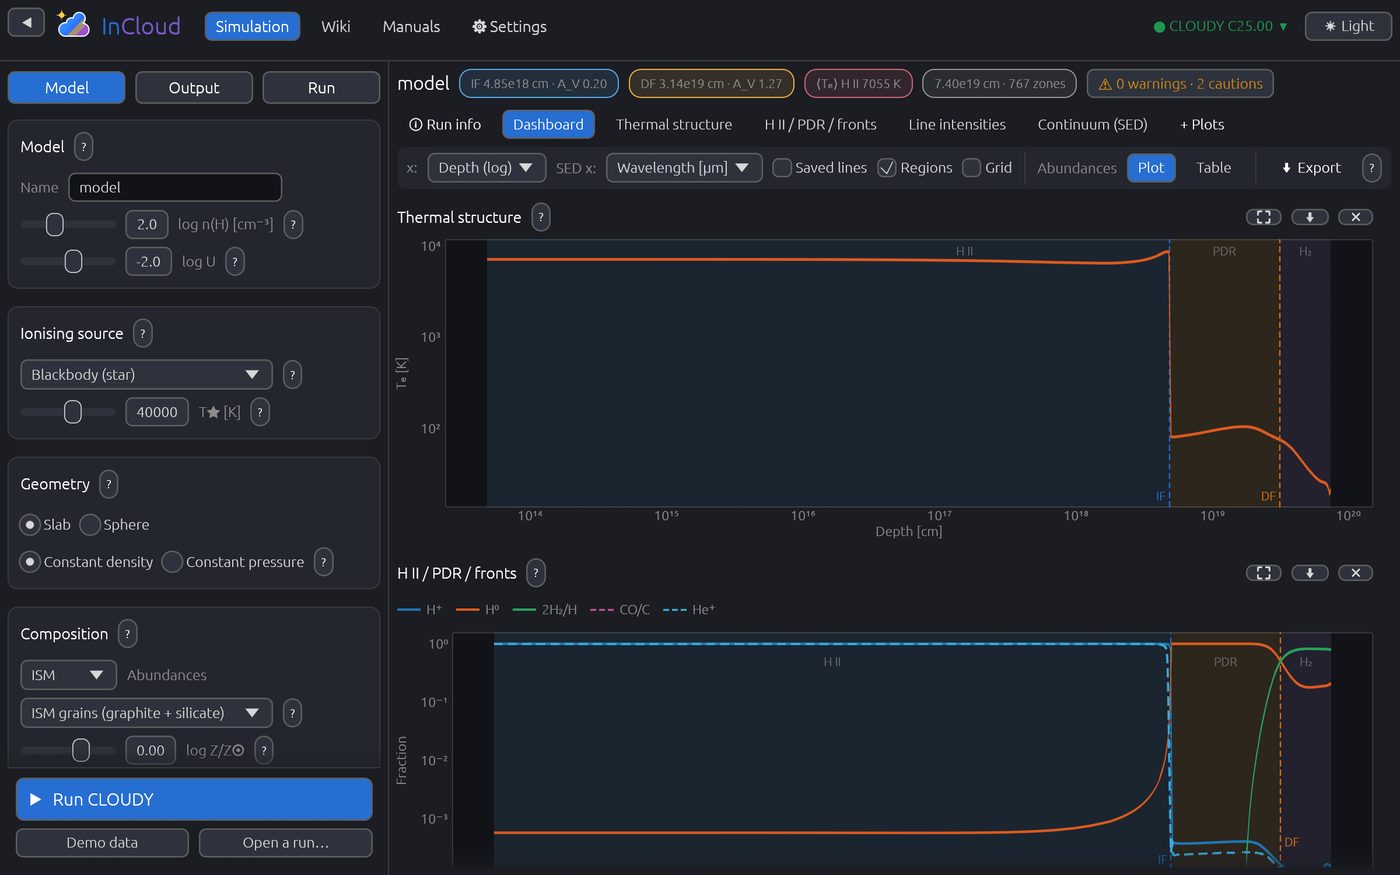 ◀ InCloud Simulation Wiki Manuals Settings CLOUDY C25.00 ▼ Light
Model Output Run
Model ?
Name model
2.0 log n(H) [cm⁻³] ?
-2.0 log U ?
Ionising source ?
Blackbody (star) ?
40000 T★ [K] ?
Geometry ?
Slab Sphere
Constant density Constant pressure ?
Composition ?
ISM Abundances
ISM grains (graphite + silicate) ?
0.00 log Z/Z☉ ?
▶ Run CLOUDY
Demo data Open a run…
model IF 4.85e18 cm · A_V 0.20 DF 3.14e19 cm · A_V 1.27 ⟨Tₑ⟩ H II 7055 K 7.40e19 cm · 767 zones ⚠ 0 warnings · 2 cautions
Run info Dashboard Thermal structure H II / PDR / fronts Line intensities Continuum (SED) + Plots
x: Depth (log) SED x: Wavelength [µm] Saved lines Regions Grid Abundances Plot Table Export ?
Thermal structure ?
10⁴ H II PDR H₂
10³
Tₑ [K]
10²
IF DF
10¹⁴ 10¹⁵ 10¹⁶ 10¹⁷ 10¹⁸ 10¹⁹ 10²⁰
Depth [cm]
H II / PDR / fronts ?
H⁺ H⁰ 2H₂/H CO/C He⁺
10⁰
H II PDR H₂
10⁻¹
10⁻²
Fraction
10⁻³
DF
IF